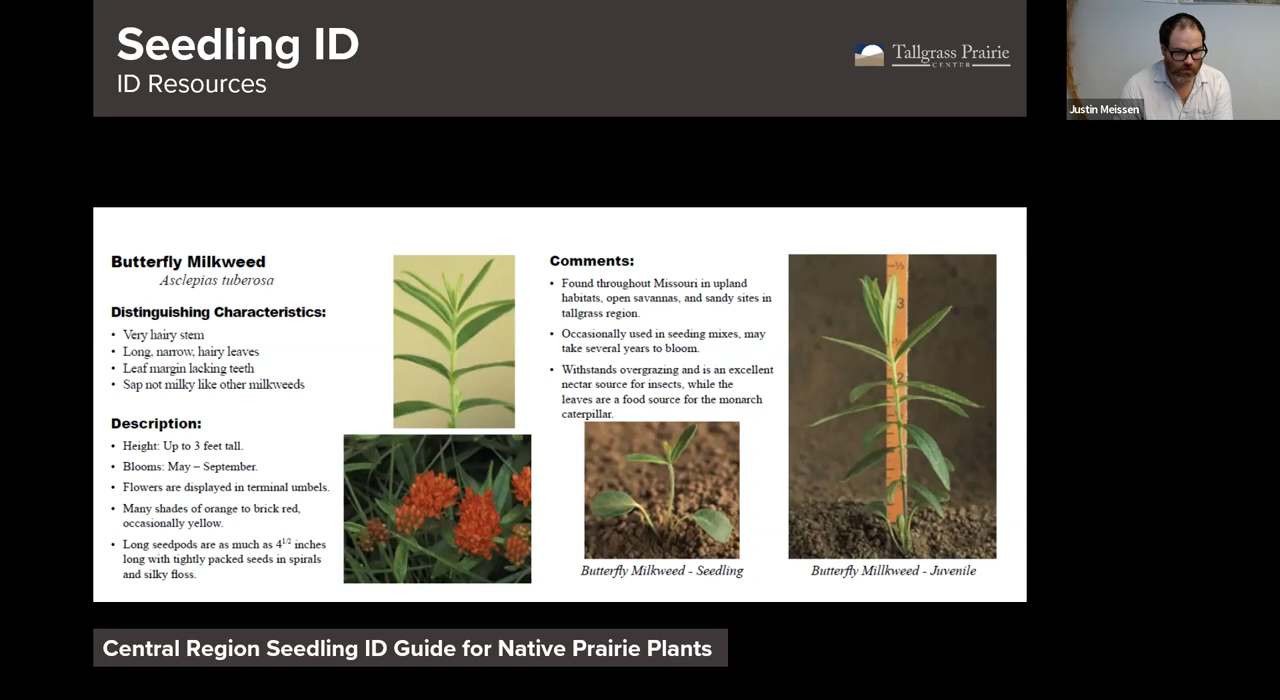 Seedling ID
ID Resources
Tallgrass Prairie
CENTER
Justin Meissen
Butterfly Milkweed
Asclepias tuberosa
Distinguishing Characteristics:
• Very hairy stem
• Long, narrow, hairy leaves
• Leaf margin lacking teeth
• Sap not milky like other milkweeds
Description:
• Height: Up to 3 feet tall.
• Blooms: May – September.
• Flowers are displayed in terminal umbels.
• Many shades of orange to brick red,
occasionally yellow.
• Long seedpods are as much as 4 1/2 inches
long with tightly packed seeds in spirals
and silky floss.
Comments:
• Found throughout Missouri in upland
habitats, open savannas, and sandy sites in
tallgrass region.
• Occasionally used in seeding mixes, may
take several years to bloom.
• Withstands overgrazing and is an excellent
nectar source for insects, while the
leaves are a food source for the monarch
caterpillar.
Butterfly Milkweed - Seedling
3
2
Butterfly Millkweed - Juvenile
Central Region Seedling ID Guide for Native Prairie Plants